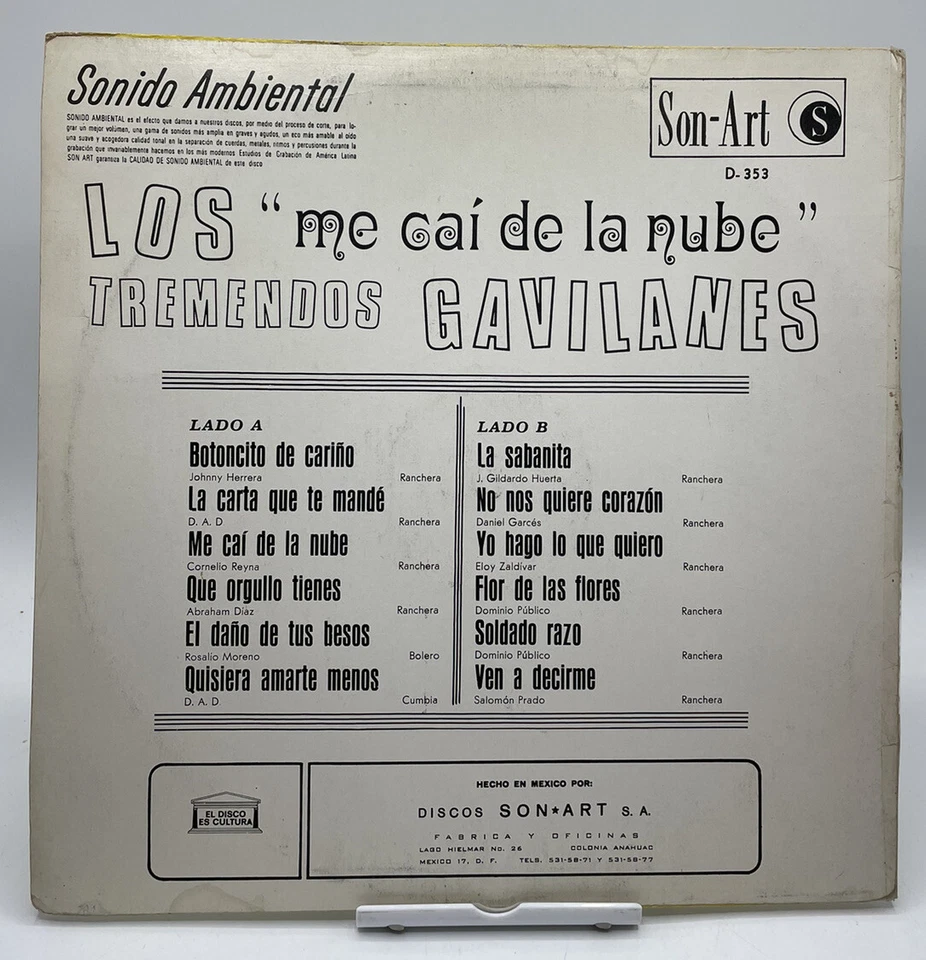 Sonido Ambiental
SONIDO AMBIENTAL es el efecto que damos a nuestros discos, por medio del proceso de corte, para lo-
grar un mejor volúmen, una gama de sonidos más amplia en graves y agudos, un eco más amable al oído
una suave y acogedora calidad tonal en la separación de cuerdas, metales, ritmos y percusiones durante la
grabación que invariablemente hacemos en los más modernos Estudios de Grabación de América Latina
SON ART garantiza la CALIDAD DE SONIDO AMBIENTAL de este disco
Son-Art S
D-353
LOS "me caí de la nube"
TREMENDOS GAVILANES
LADO A
Botoncito de cariño
Johnny Herrera Ranchera
La carta que te mandé
D. A. D Ranchera
Me caí de la nube
Cornelio Reyna Ranchera
Que orgullo tienes
Abraham Díaz Ranchera
El daño de tus besos
Rosalío Moreno Bolero
Quisiera amarte menos
D. A. D. Cumbia
LADO B
La sabanita
J. Gildardo Huerta Ranchera
No nos quiere corazón
Daniel Garcés Ranchera
Yo hago lo que quiero
Eloy Zaldívar Ranchera
Flor de las flores
Dominio Público Ranchera
Soldado razo
Dominio Público Ranchera
Ven a decirme
Salomón Prado Ranchera
EL DISCO
ES CULTURA
HECHO EN MEXICO POR:
DISCOS SON★ART S. A.
FABRICA Y OFICINAS
LAGO HIELMAR No. 26 COLONIA ANAHUAC
MEXICO 17, D. F. TELS. 531-58-71 Y 531-58-77